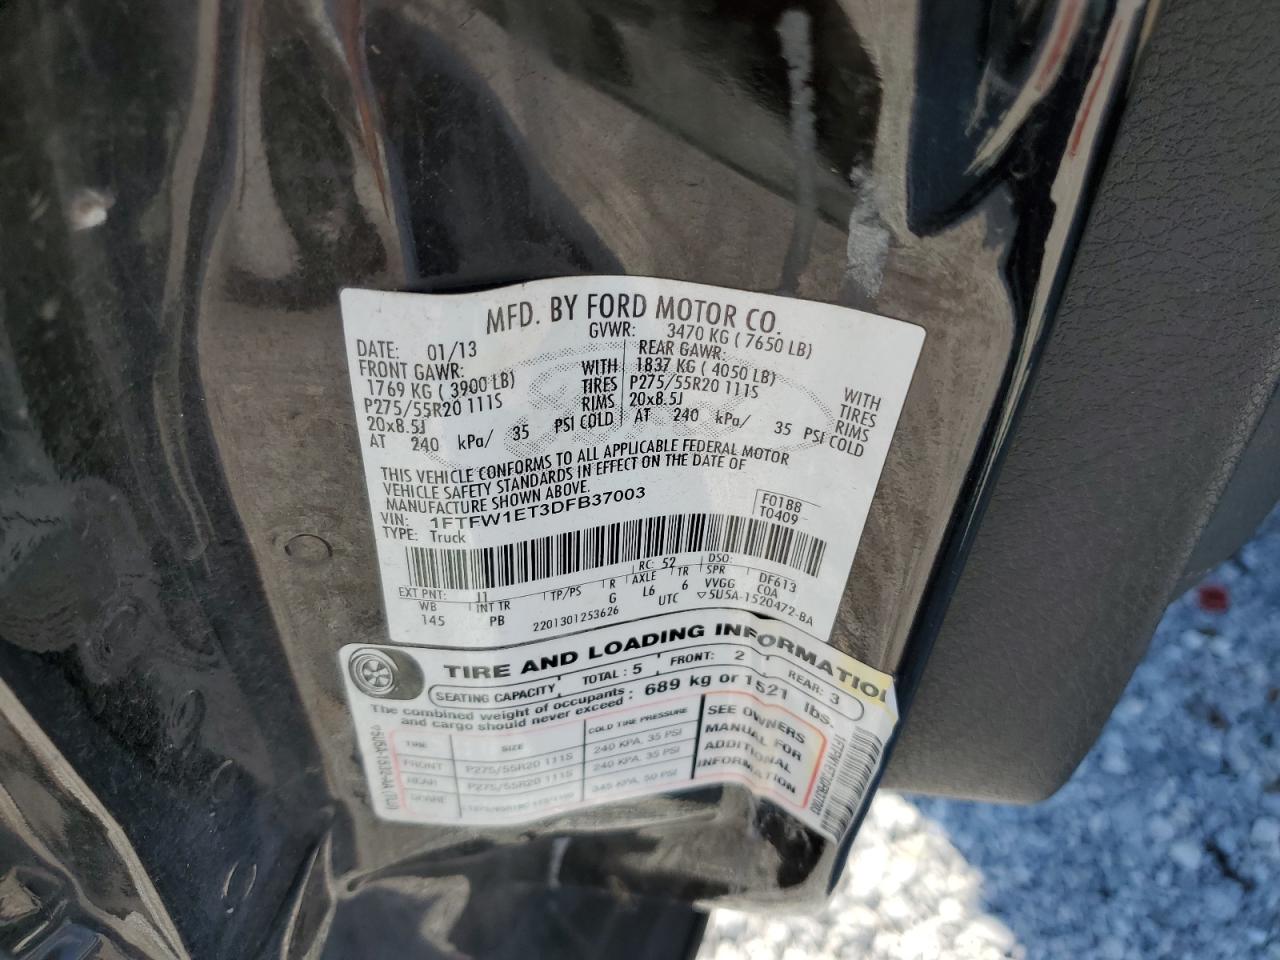 MFD. BY FORD MOTOR CO.
DATE: 01/13 GVWR: 3470 KG ( 7650 LB)
FRONT GAWR: REAR GAWR:
1769 KG ( 3900 LB) WITH 1837 KG ( 4050 LB) WITH
P275/55R20 111S TIRES P275/55R20 111S TIRES
20x8.5J RIMS 20x8.5J RIMS
AT 240 kPa/ 35 PSI COLD AT 240 kPa/ 35 PSI COLD
THIS VEHICLE CONFORMS TO ALL APPLICABLE FEDERAL MOTOR
VEHICLE SAFETY STANDARDS IN EFFECT ON THE DATE OF
MANUFACTURE SHOWN ABOVE.
VIN: 1FTFW1ET3DFB37003 F01BB
TYPE: Truck T0409
EXT PNT: J1 RC: 52 DSO:
WB INT TR TP/PS R AXLE TR SPR DF613
145 PB G L6 6 VVGG COA
2201301253626 UTC ▽5U5A-1520472-BA
TIRE AND LOADING INFORMATIO
SEATING CAPACITY TOTAL : 5 FRONT: 2 REAR: 3
The combined weight of occupants : 689 kg or 1521 lbs.
and cargo should never exceed
TIRE SIZE COLD TIRE PRESSURE
FRONT P275/55R20 111S 240 KPA, 35 PSI
REAR P275/55R20 111S 240 KPA, 35 PSI
345 KPA, 50 PSI
SEE OWNERS
MANUAL FOR
ADDITIONAL
INFORMATION